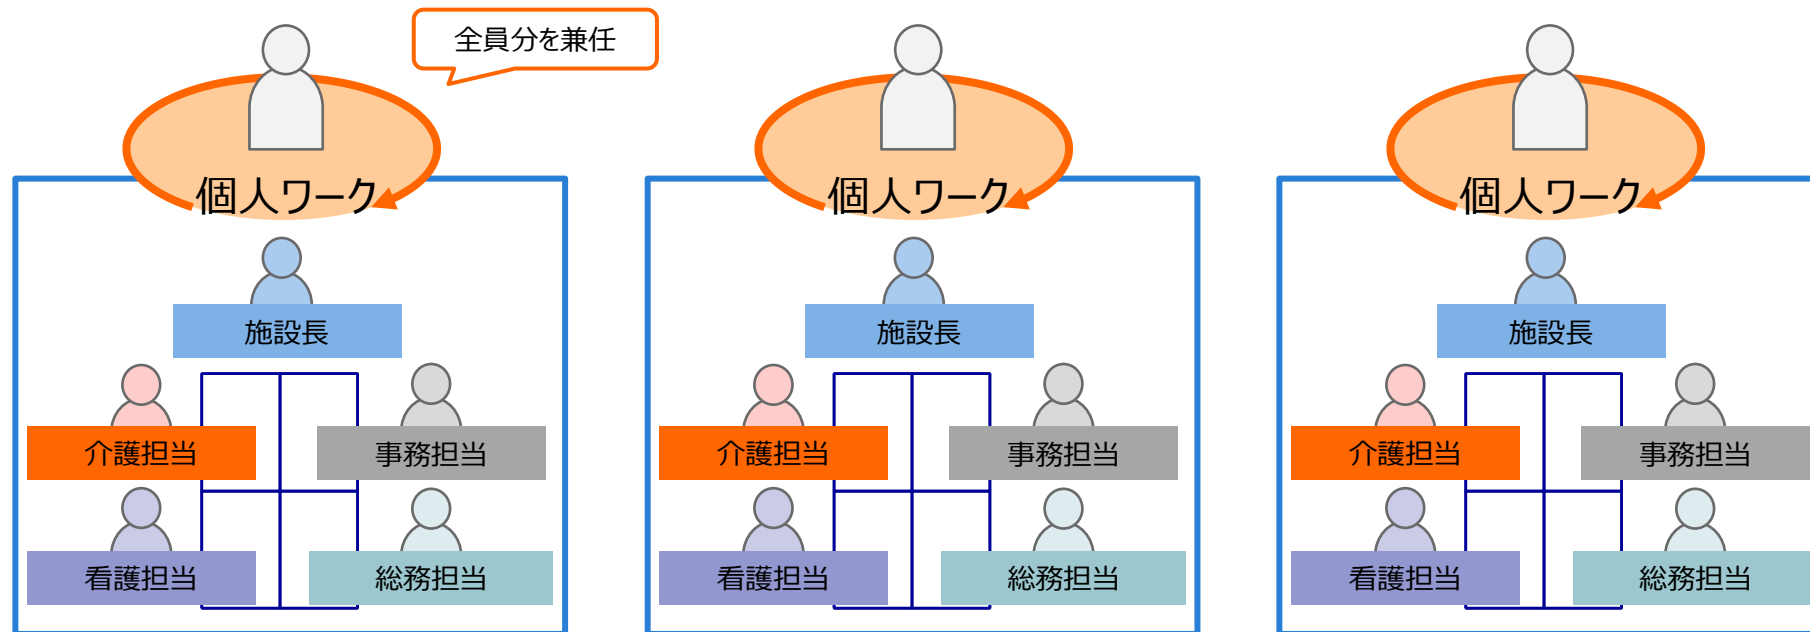 全員分を兼任
個人ワーク
個人ワーク
個人ワーク
施設長
施設長
施設長
介護担当
事務担当
介護担当
事務担当
介護担当
事務担当
看護担当
総務担当
看護担当
総務担当
看護担当
総務担当